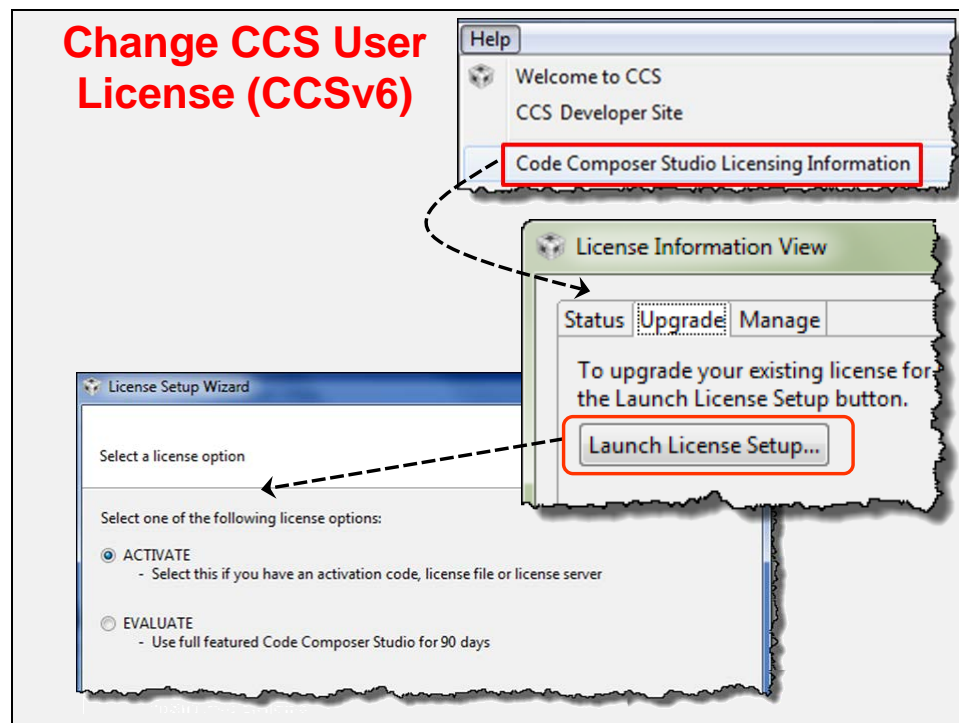 Change CCS User
License (CCSv6)
Help
Welcome to CCS
CCS Developer Site
Code Composer Studio Licensing Information
License Information View
Status Upgrade Manage
To upgrade your existing license for
the Launch License Setup button.
Launch License Setup...
License Setup Wizard
Select a license option
Select one of the following license options:
ACTIVATE
- Select this if you have an activation code, license file or license server
EVALUATE
- Use full featured Code Composer Studio for 90 days